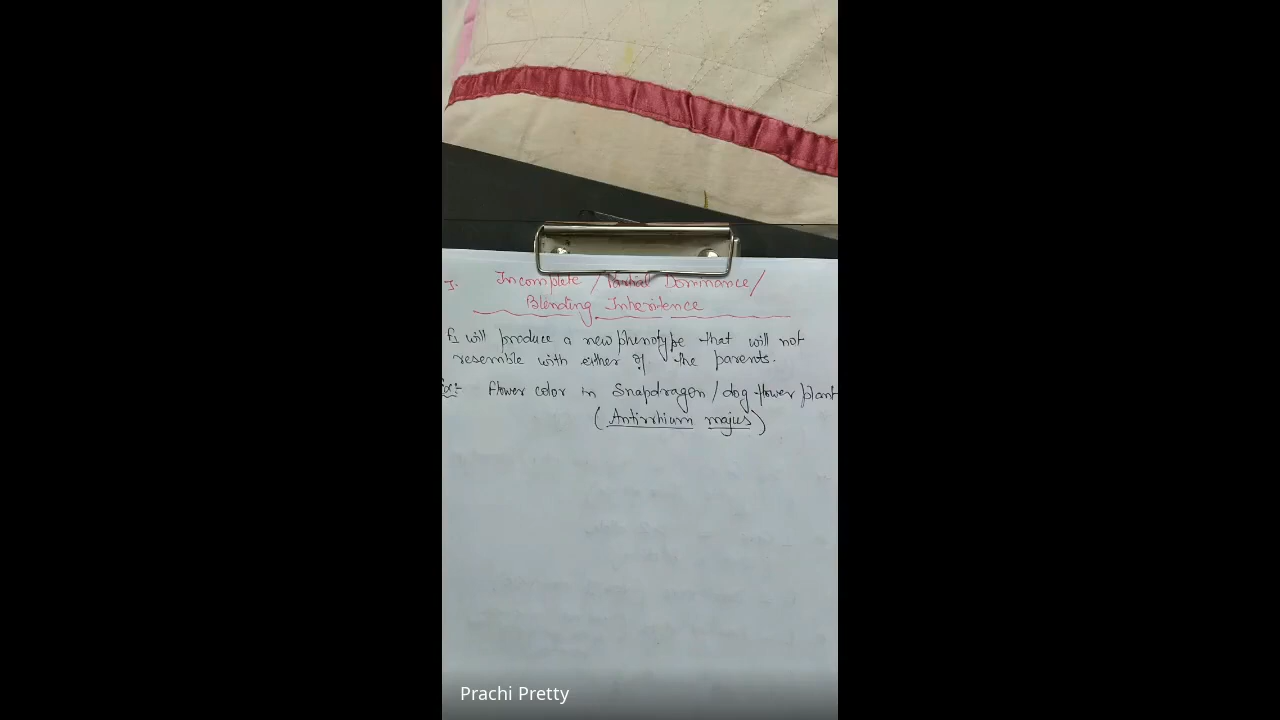 I. Incomplete / Partial Dominance /
Blending Inheritence
F1 will produce a new phenotype that will not
resemble with either of the parents.
Ex:- flower color in Snapdragon / dog flower plant
(Antirrhium majus)
Prachi Pretty